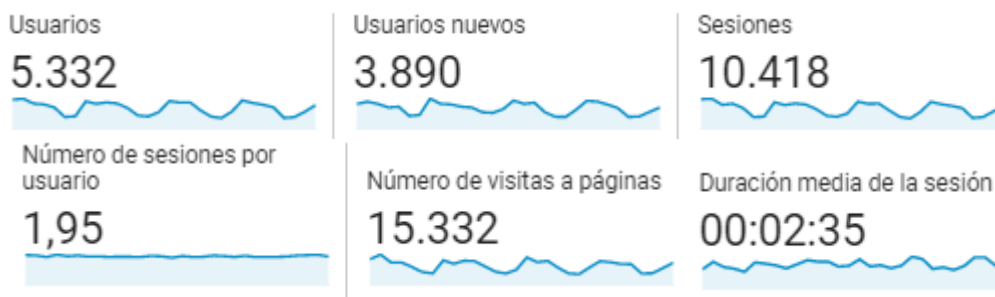 Usuarios
5.332
Usuarios nuevos
3.890
Sesiones
10.418
Número de sesiones por
usuario
1,95
Número de visitas a páginas
15.332
Duración media de la sesión
00:02:35